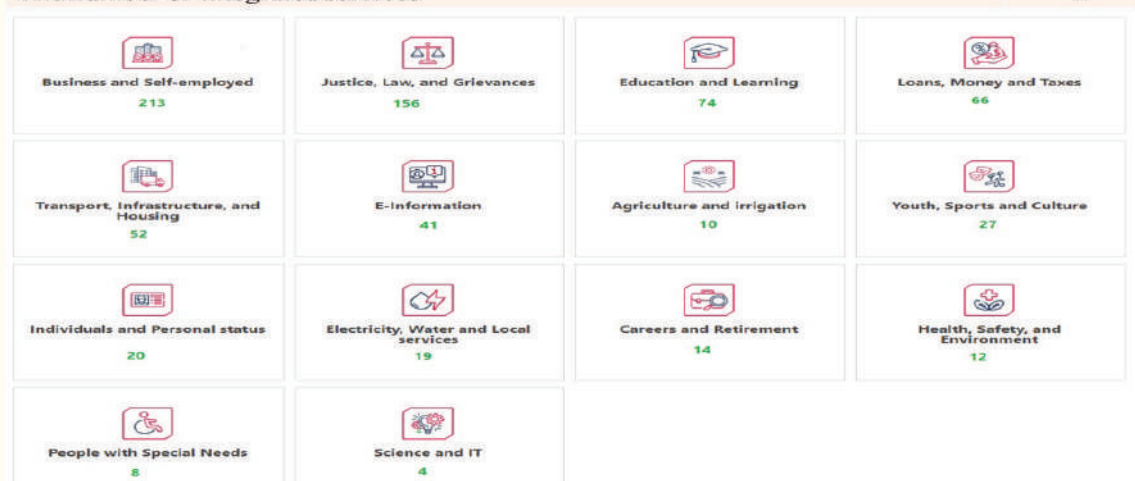 Business and Self-employed
213
Justice, Law, and Grievances
156
Education and Learning
74
Loans, Money and Taxes
66
Transport, Infrastructure, and
Housing
52
E-Information
41
Agriculture and irrigation
10
Youth, Sports and Culture
27
Individuals and Personal status
20
Electricity, Water and Local
services
19
Careers and Retirement
14
Health, Safety, and
Environment
12
People with Special Needs
8
Science and IT
4